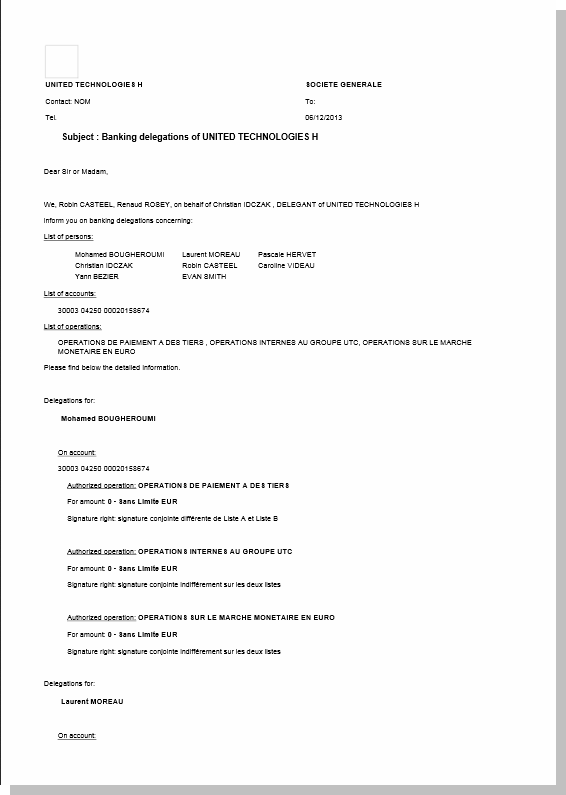 UNITED TECHNOLOGIES H
SOCIETE GENERALE
Contact: NOM
To:
Tel.
06/12/2013
Subject : Banking delegations of UNITED TECHNOLOGIES H
Dear Sir or Madam,
We, Robin CASTEEL, Renaud ROSEY, on behalf of Christian IDCZAK , DELEGANT of UNITED TECHNOLOGIES H
Inform you on banking delegations concerning:
List of persons:
Mohamed BOUGHEROUMI Laurent MOREAU Pascale HERVET
Christian IDCZAK Robin CASTEEL Caroline VIDEAU
Yann BEZIER EVAN SMITH
List of accounts:
30003 04250 00020158674
List of operations:
OPERATIONS DE PAIEMENT A DES TIERS , OPERATIONS INTERNES AU GROUPE UTC, OPERATIONS SUR LE MARCHE
MONETAIRE EN EURO
Please find below the detailed information.
Delegations for:
Mohamed BOUGHEROUMI
On account:
30003 04250 00020158674
Authorized operation: OPERATIONS DE PAIEMENT A DES TIERS
For amount: 0 - Sans Limite EUR
Signature right: signature conjointe différente de Liste A et Liste B
Authorized operation: OPERATIONS INTERNES AU GROUPE UTC
For amount: 0 - Sans Limite EUR
Signature right: signature conjointe indifférement sur les deux listes
Authorized operation: OPERATIONS SUR LE MARCHE MONETAIRE EN EURO
For amount: 0 - Sans Limite EUR
Signature right: signature conjointe indifférement sur les deux listes
Delegations for:
Laurent MOREAU
On account: